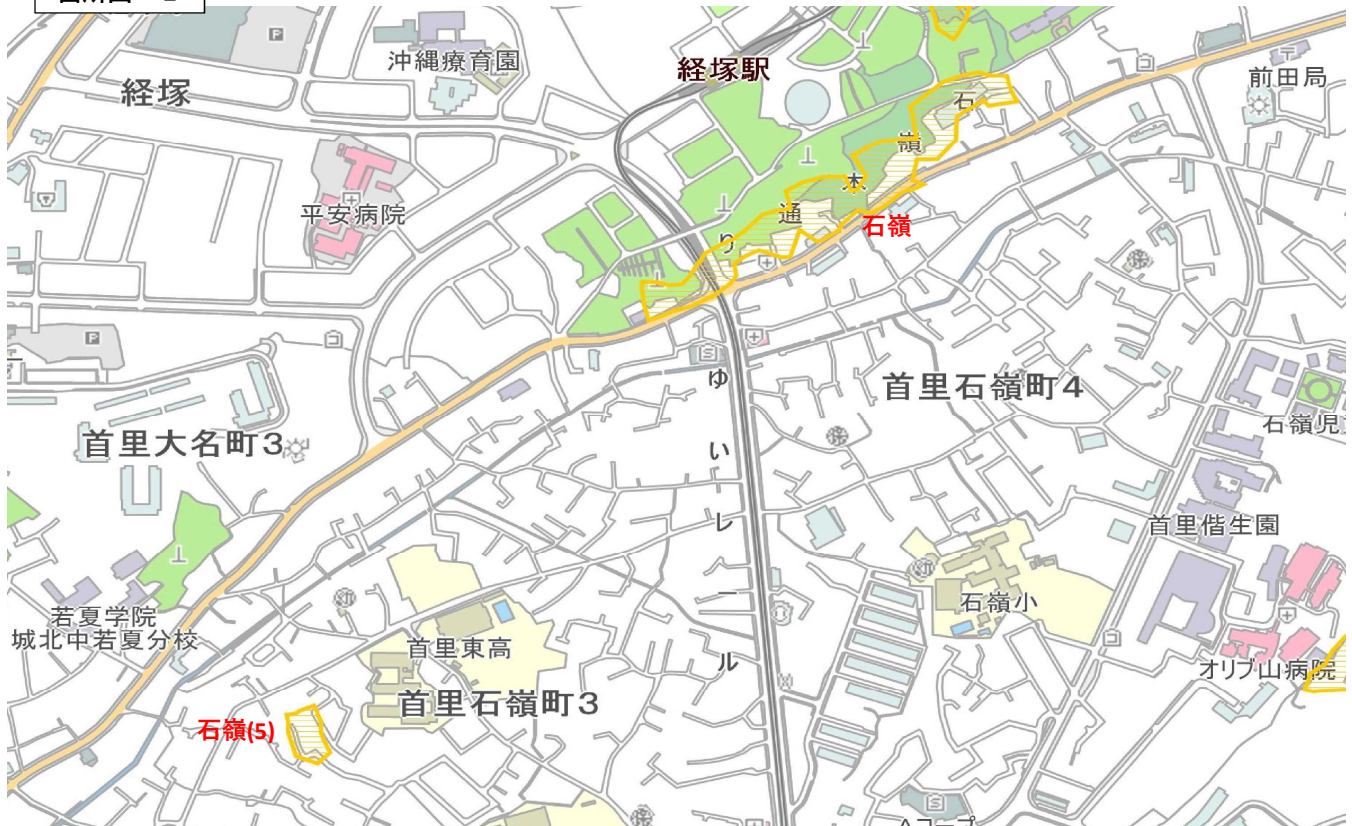 沖縄療育園
経塚駅
前田局
経塚
P
石嶺木通り
平安病院
石嶺
ゆいレール
首里石嶺町4
P
首里大名町3
石嶺児
首里偕生園
石嶺小
若夏学院
城北中若夏分校
首里東高
オリブ山病院
首里石嶺町3
石嶺(5)